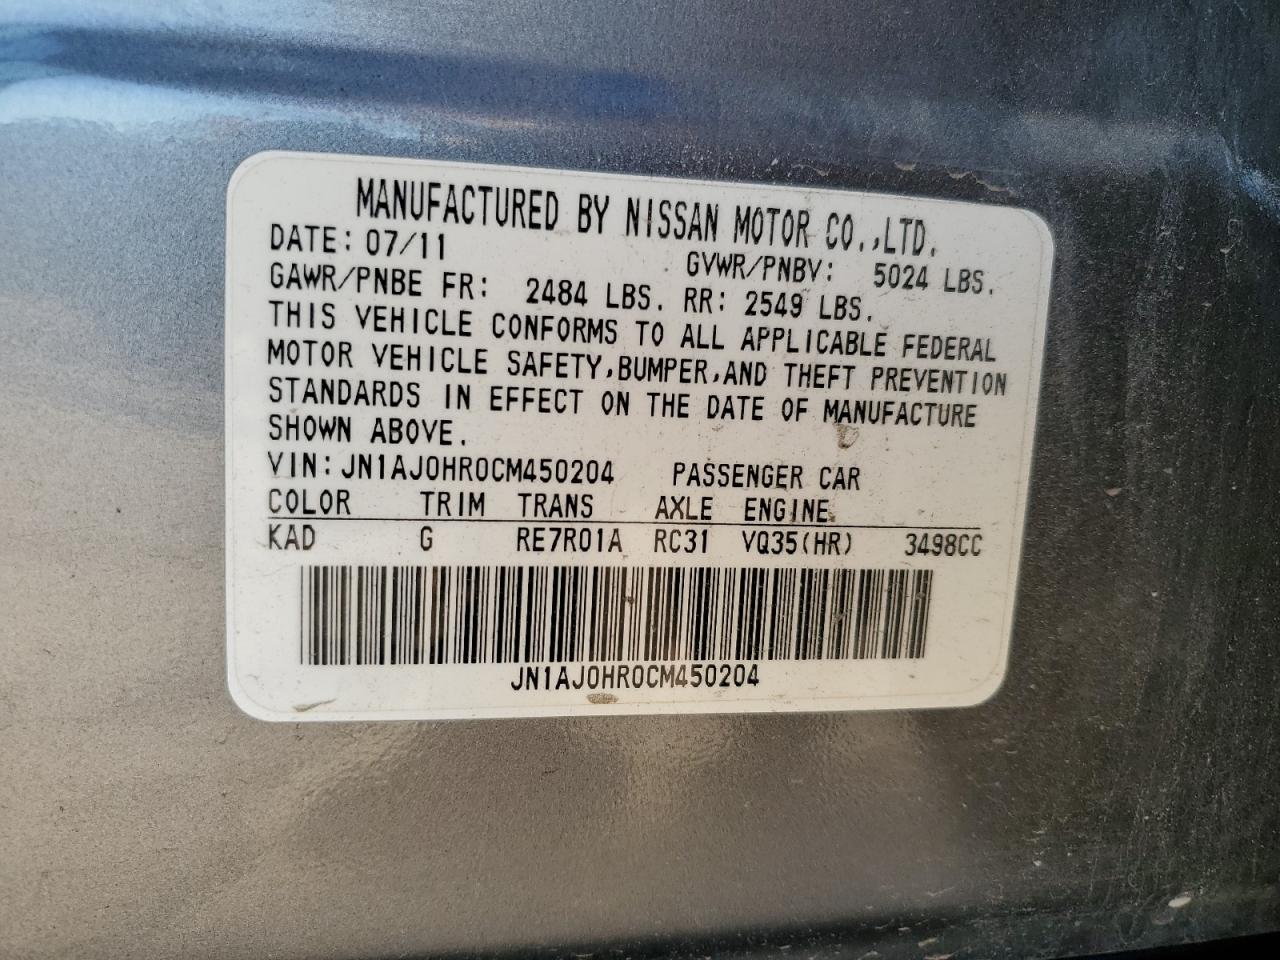 MANUFACTURED BY NISSAN MOTOR CO.,LTD.
DATE: 07/11 GVWR/PNBV: 5024 LBS.
GAWR/PNBE FR: 2484 LBS. RR: 2549 LBS.
THIS VEHICLE CONFORMS TO ALL APPLICABLE FEDERAL
MOTOR VEHICLE SAFETY,BUMPER,AND THEFT PREVENTION
STANDARDS IN EFFECT ON THE DATE OF MANUFACTURE
SHOWN ABOVE.
VIN: JN1AJ0HR0CM450204 PASSENGER CAR
COLOR TRIM TRANS AXLE ENGINE
KAD G RE7R01A RC31 VQ35(HR) 3498CC
JN1AJ0HR0CM450204